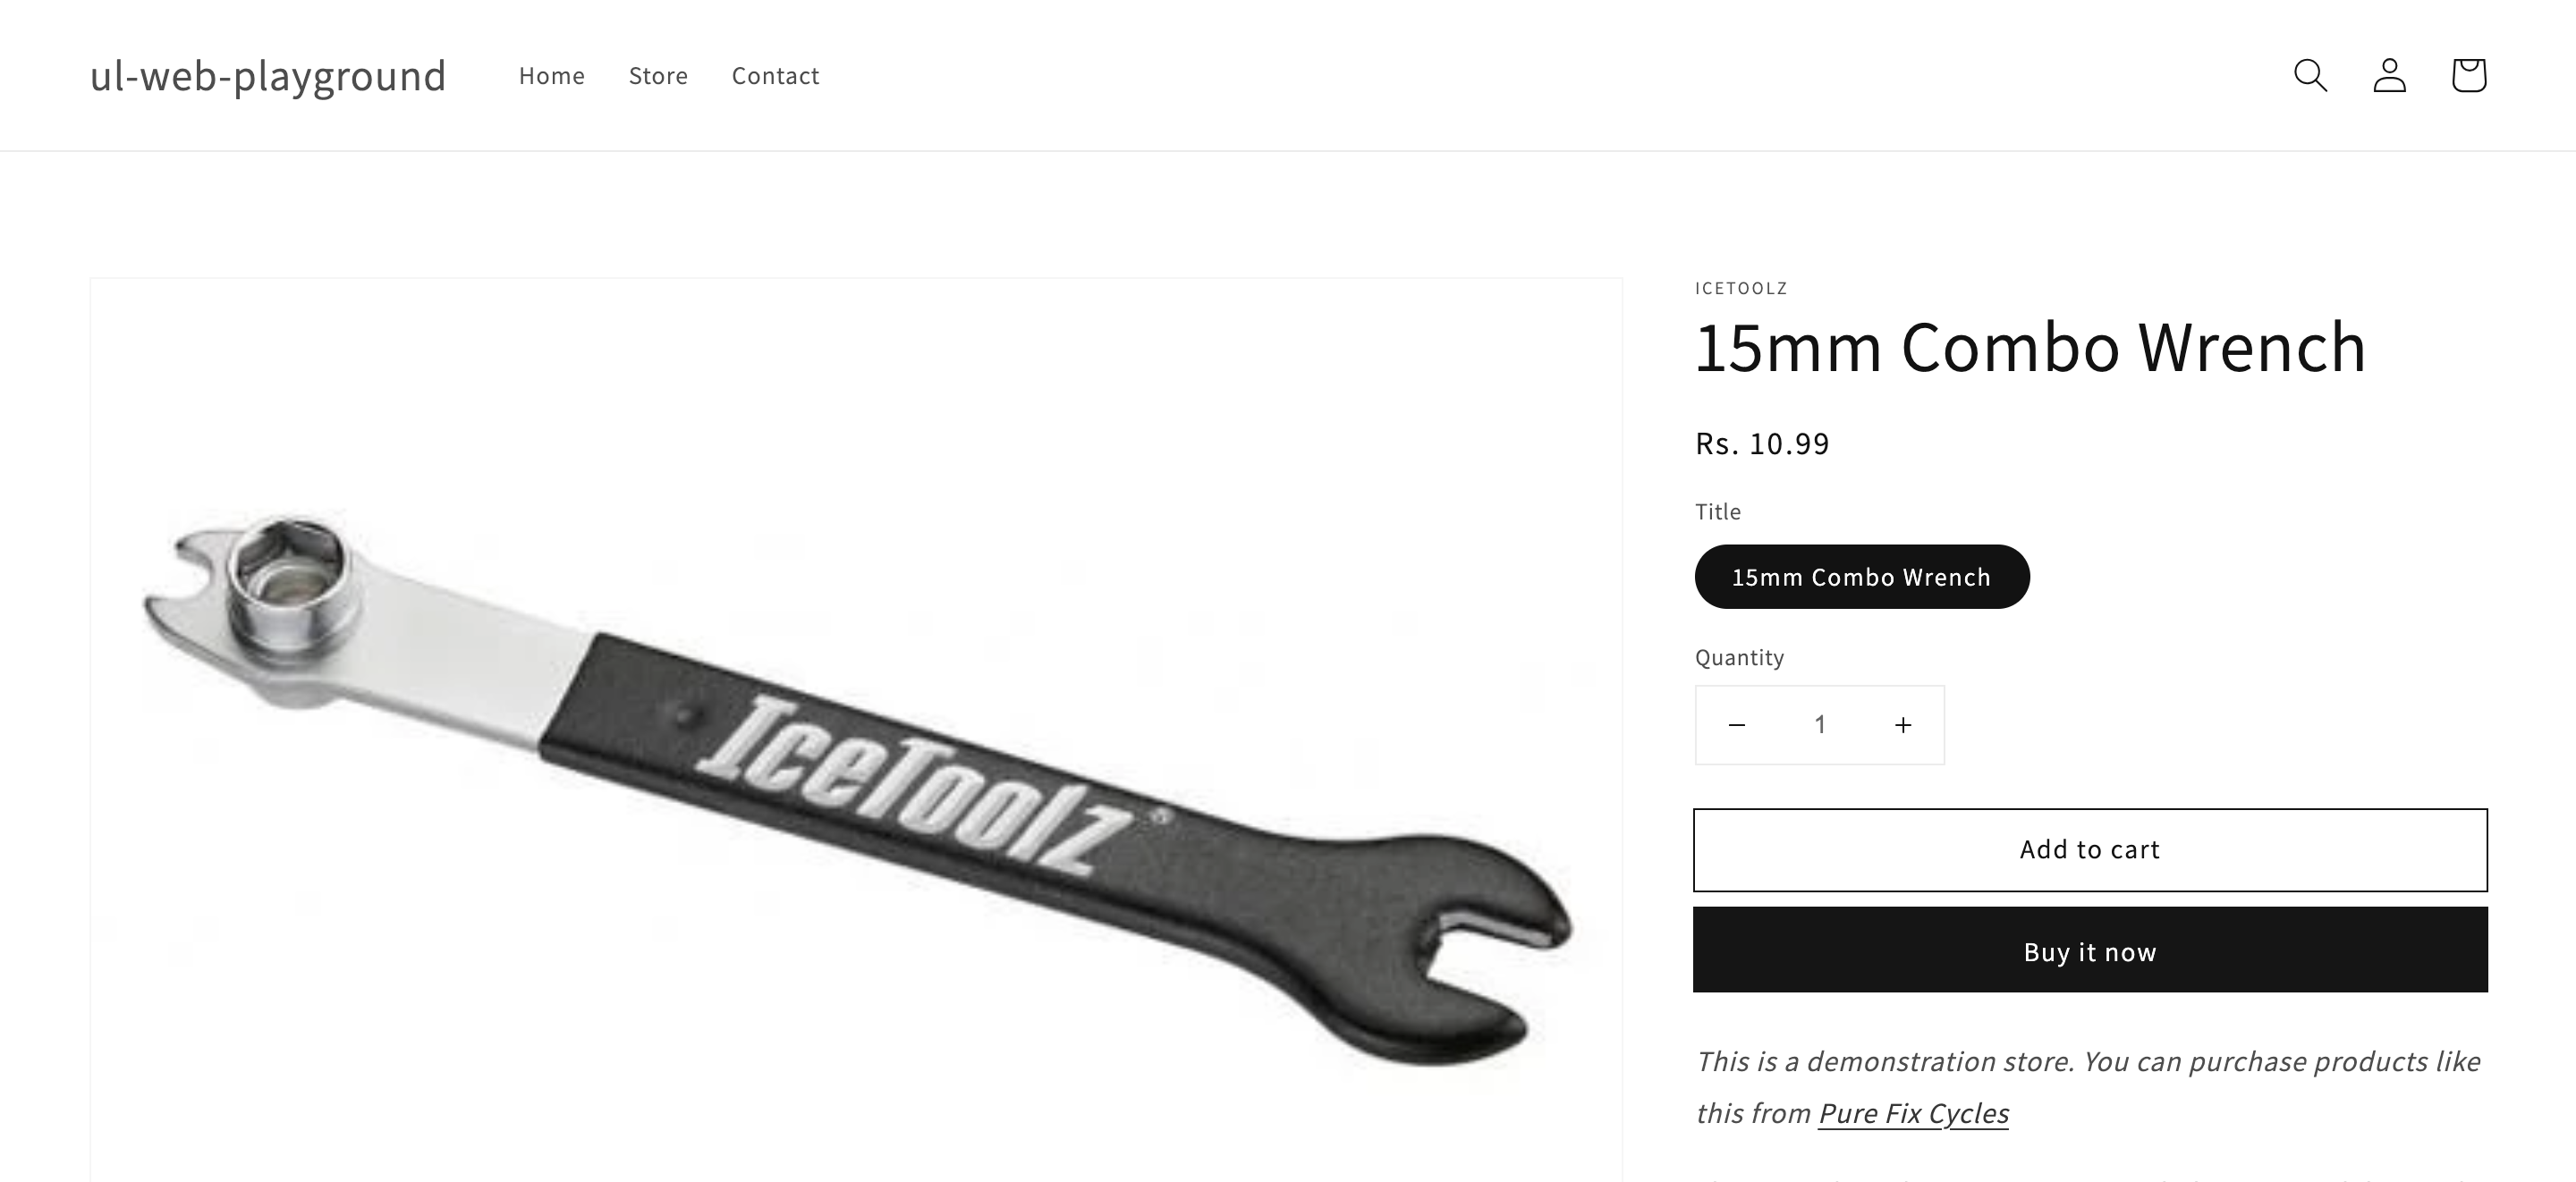 ul-web-playground
Home
Store
Contact
ICETOOLZ
15mm Combo Wrench
Rs. 10.99
Title
15mm Combo Wrench
Quantity
1
IceToolz®
Add to cart
Buy it now
This is a demonstration store. You can purchase products like
this from Pure Fix Cycles